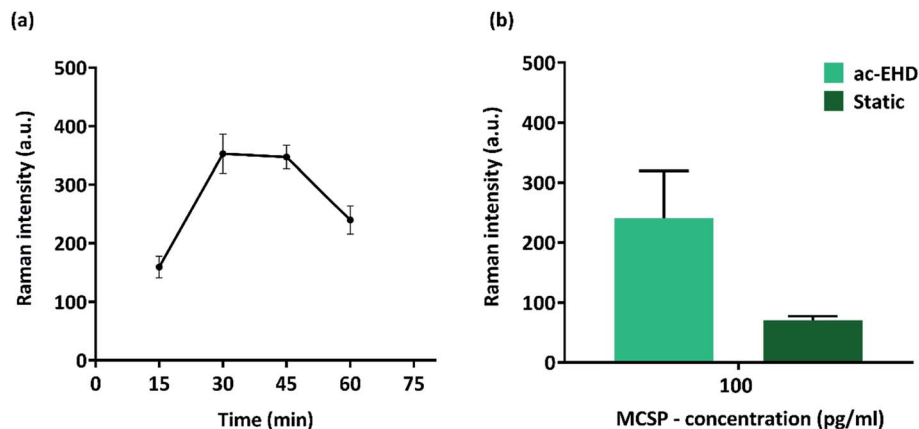 (a)
Raman intensity (a.u.)
500
400
300
200
100
0
0 15 30 45 60 75
Time (min)
(b)
Raman intensity (a.u.)
500
400
300
200
100
0
ac-EHD
Static
100
MCSP - concentration (pg/ml)